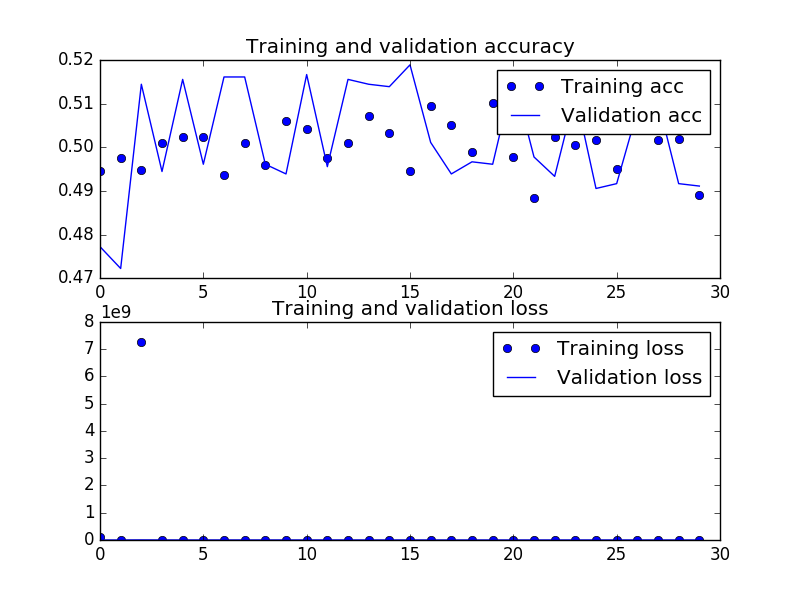 Training and validation accuracy
0.52
0.51
0.50
0.49
0.48
0.47
Training acc
Validation acc
0 5 10 15 20 25 30
Training and validation loss
1e9
8
7
6
5
4
3
2
1
0
Training loss
Validation loss
0 5 10 15 20 25 30